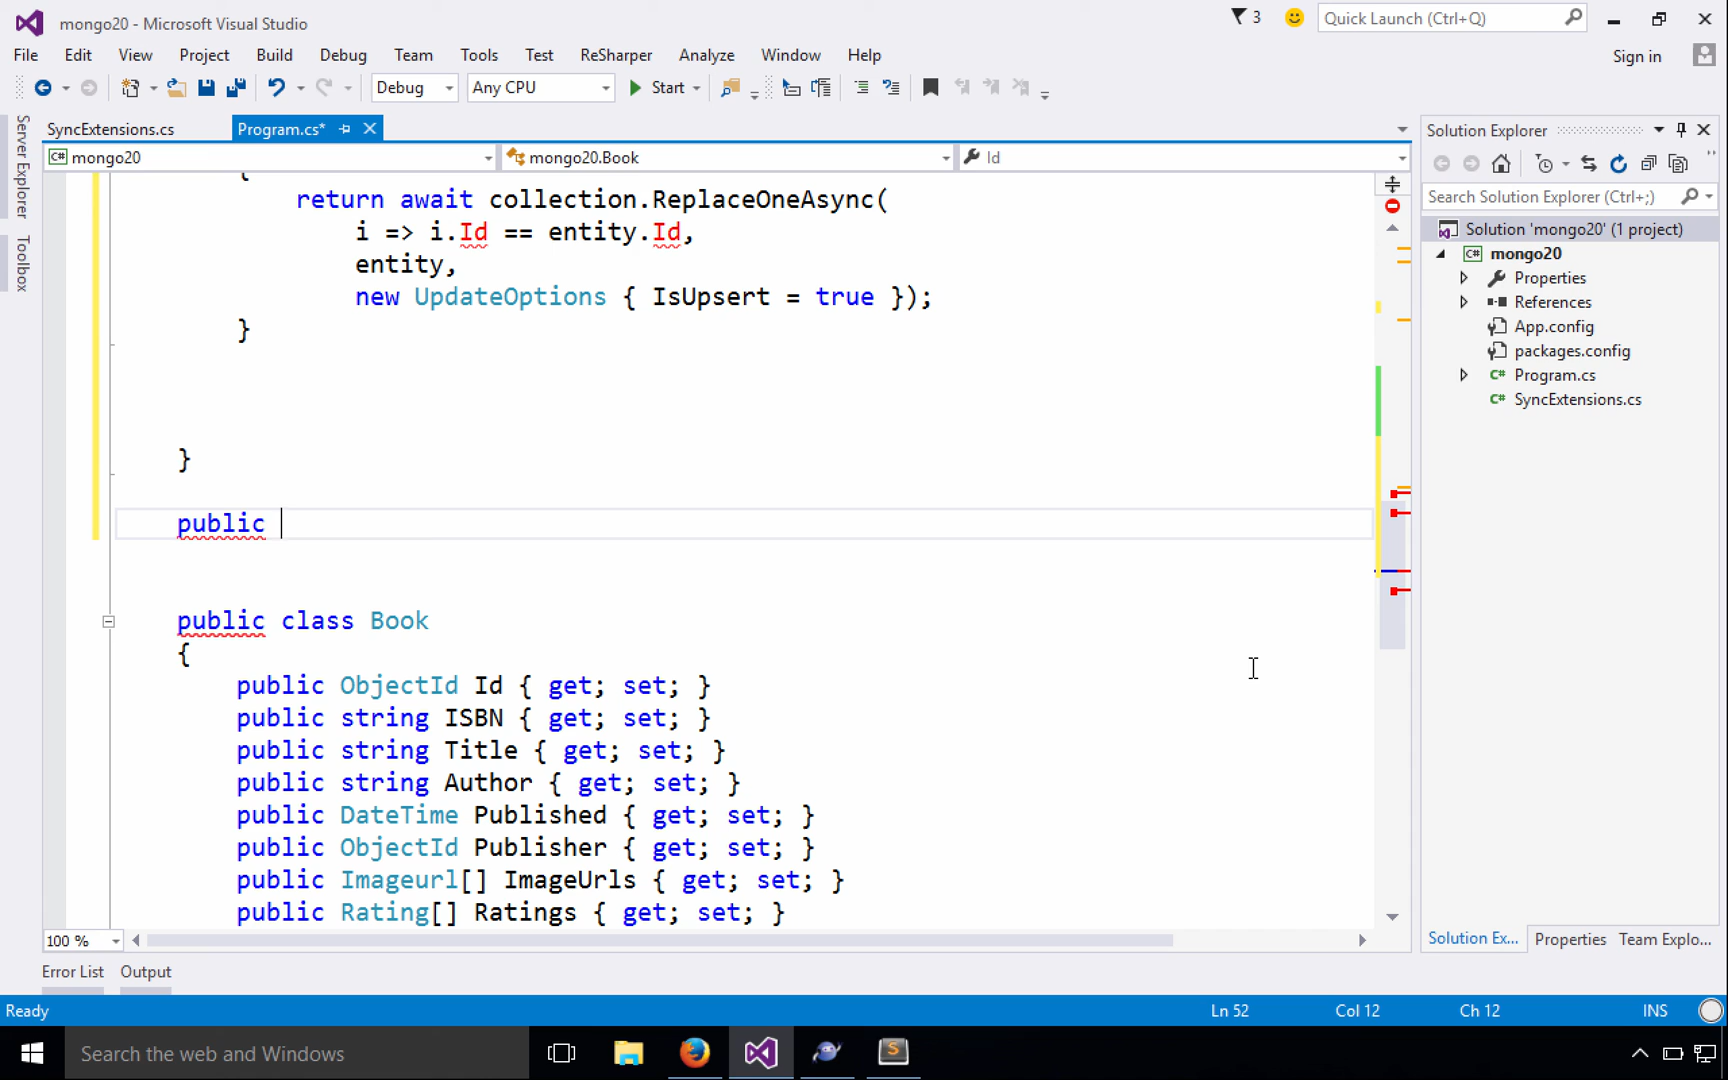 mongo20 - Microsoft Visual Studio
3
Quick Launch (Ctrl+Q)
File Edit View Project Build Debug Team Tools Test ReSharper Analyze Window Help
Sign in
Debug Any CPU Start
Server Explorer
Toolbox
SyncExtensions.cs Program.cs*
mongo20 mongo20.Book Id
{
return await collection.ReplaceOneAsync(
i => i.Id == entity.Id,
entity,
new UpdateOptions { IsUpsert = true });
}
}
public
public class Book
{
public ObjectId Id { get; set; }
public string ISBN { get; set; }
public string Title { get; set; }
public string Author { get; set; }
public DateTime Published { get; set; }
public ObjectId Publisher { get; set; }
public Imageurl[] ImageUrls { get; set; }
public Rating[] Ratings { get; set; }
100 %
Solution Explorer
Search Solution Explorer (Ctrl+;)
Solution 'mongo20' (1 project)
C# mongo20
Properties
References
App.config
packages.config
C# Program.cs
C# SyncExtensions.cs
Solution Ex... Properties Team Explo...
Error List Output
Ready Ln 52 Col 12 Ch 12 INS
Search the web and Windows